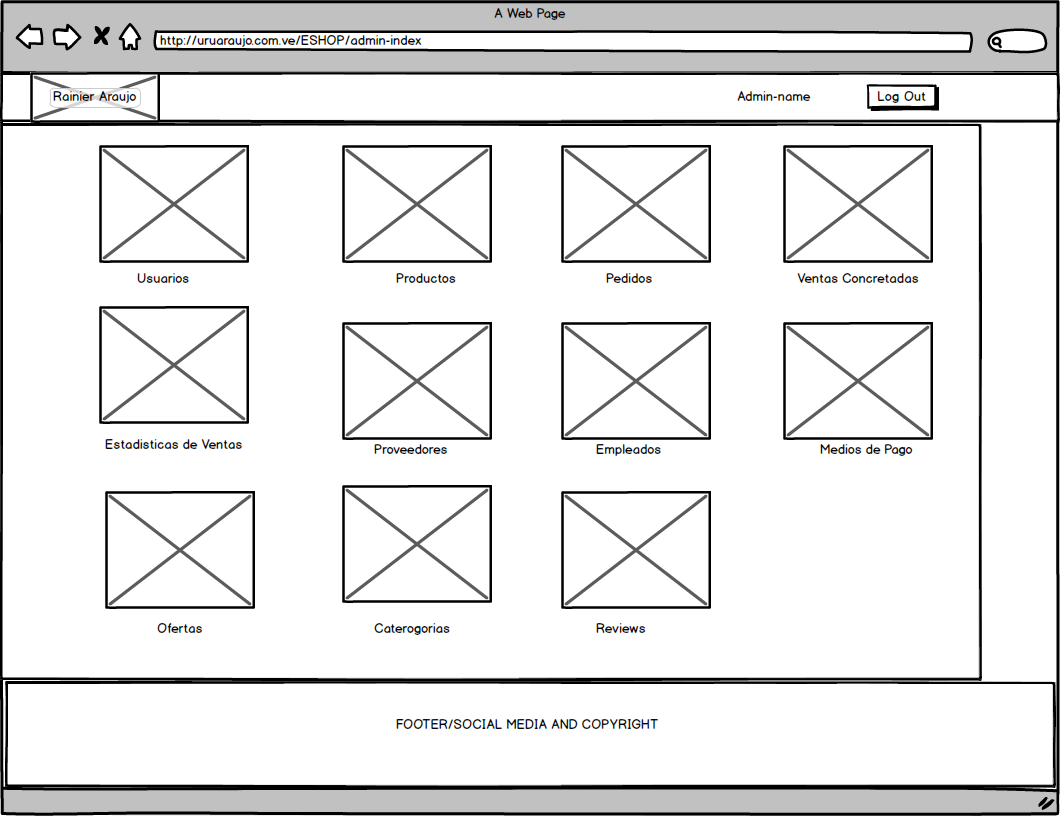 A Web Page
http://uruaraujo.com.ve/ESHOP/admin-index
Rainier Araujo
Admin-name
Log Out
Usuarios
Productos
Pedidos
Ventas Concretadas
Estadisticas de Ventas
Proveedores
Empleados
Medios de Pago
Ofertas
Caterogorias
Reviews
FOOTER/SOCIAL MEDIA AND COPYRIGHT